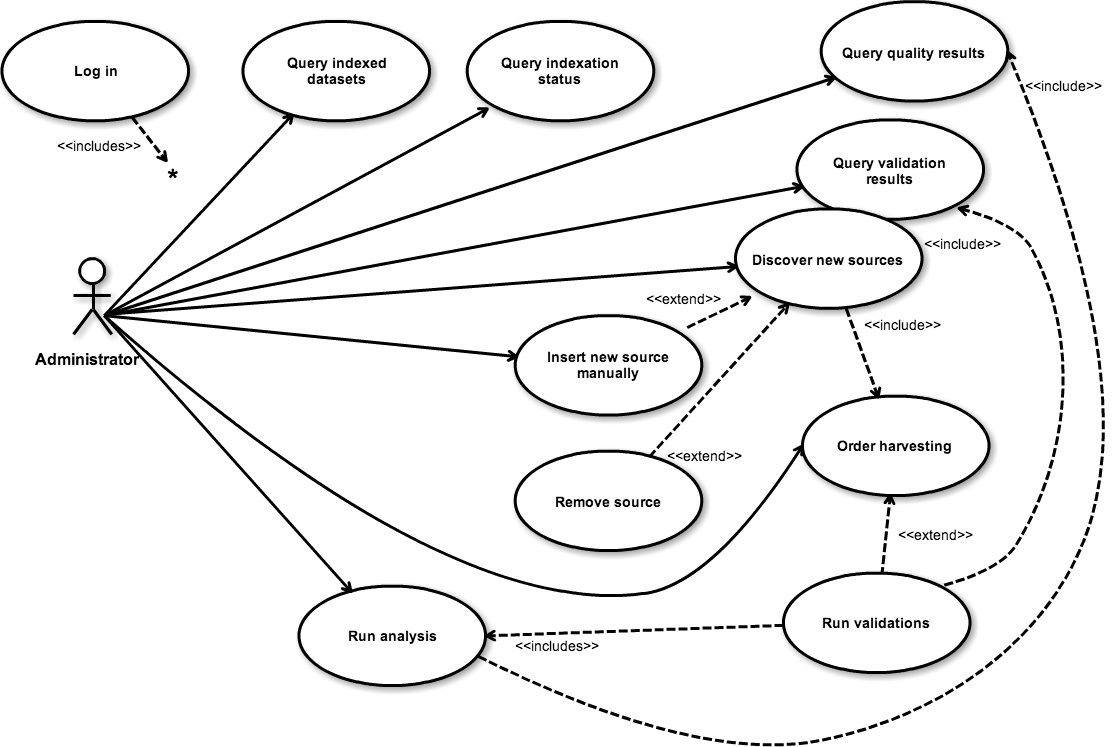 Log in
Query indexed
datasets
Query indexation
status
Query quality results
<<include>>
<<includes>>
*
Query validation
results
<<include>>
Discover new sources
<<extend>>
<<include>>
Administrator
Insert new source
manually
Order harvesting
<<extend>>
Remove source
<<extend>>
Run analysis
Run validations
<<includes>>